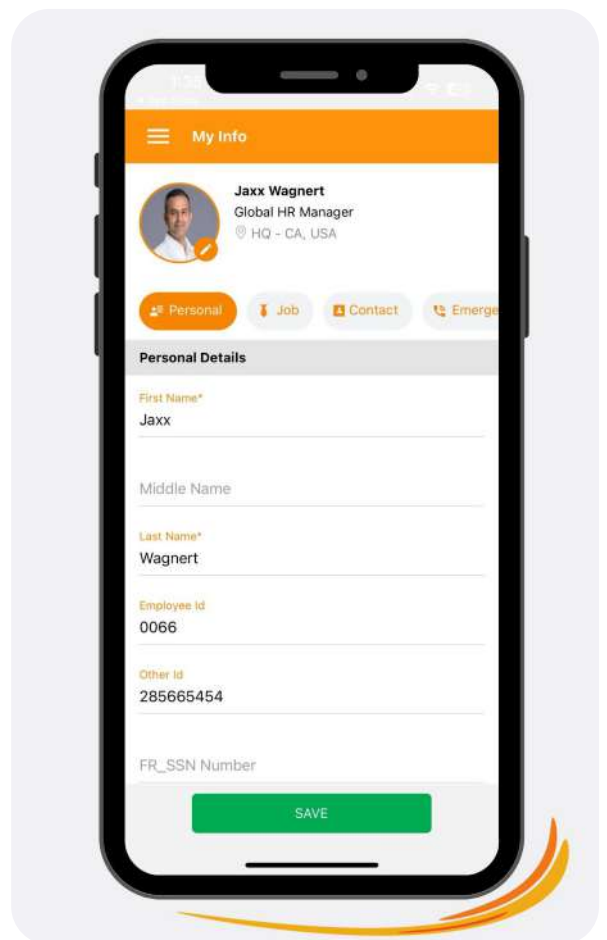 My Info
Jaxx Wagnert
Global HR Manager
HQ - CA, USA
Personal
Job
Contact
Emerge
Personal Details
First Name*
Jaxx
Middle Name
Last Name*
Wagnert
Employee Id
0066
Other Id
285665454
FR_SSN Number
SAVE